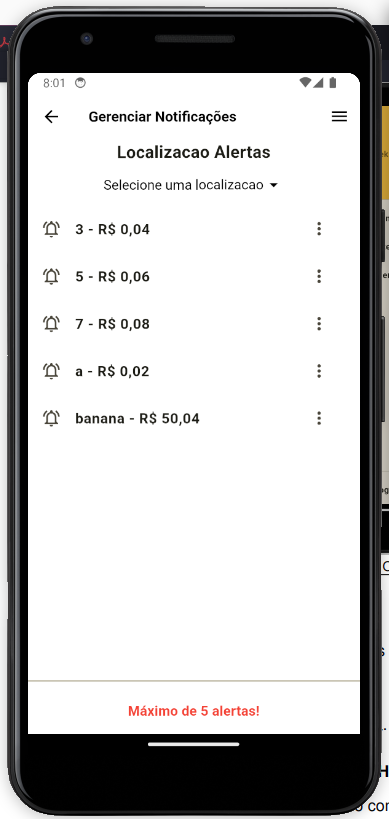 8:01
Gerenciar Notificações
Localizacao Alertas
Selecione uma localizacao
3 - R$ 0,04
5 - R$ 0,06
7 - R$ 0,08
a - R$ 0,02
banana - R$ 50,04
Máximo de 5 alertas!